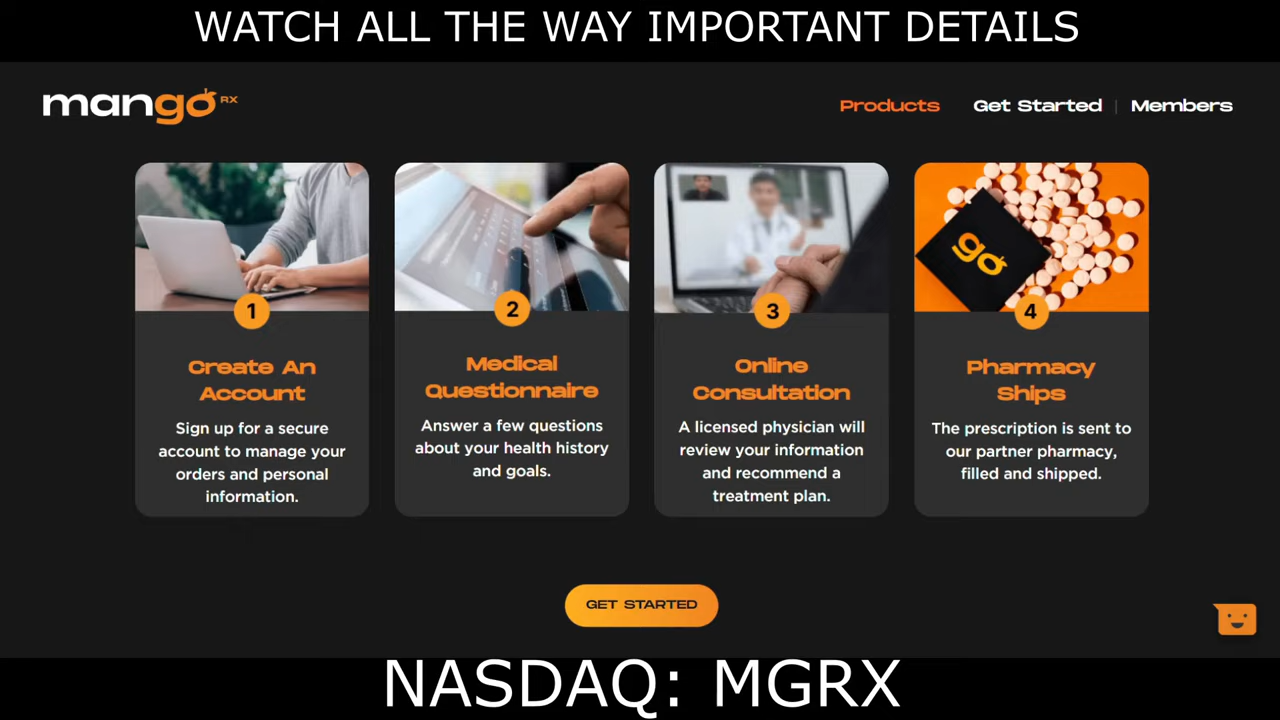 WATCH ALL THE WAY IMPORTANT DETAILS
mango RX
Products
Get Started | Members
go
1
2
3
4
Create An
Account
Sign up for a secure
account to manage your
orders and personal
information.
Medical
Questionnaire
Answer a few questions
about your health history
and goals.
Online
Consultation
A licensed physician will
review your information
and recommend a
treatment plan.
Pharmacy
Ships
The prescription is sent to
our partner pharmacy,
filled and shipped.
GET STARTED
NASDAQ: MGRX